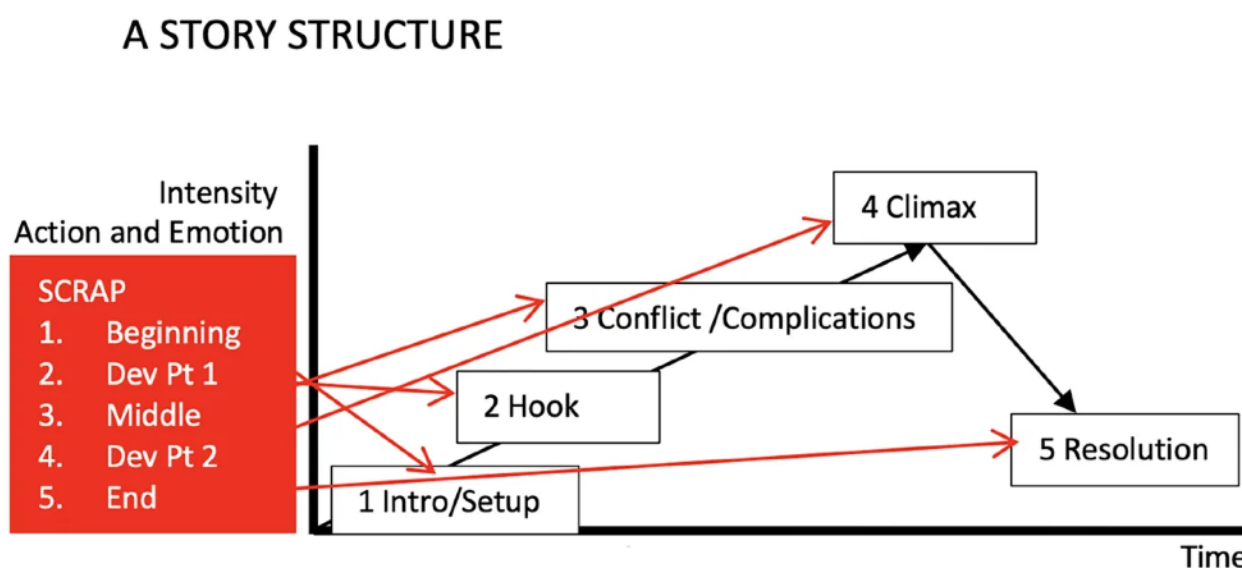 A STORY STRUCTURE
Intensity
Action and Emotion
SCRAP
1. Beginning
2. Dev Pt 1
3. Middle
4. Dev Pt 2
5. End
4 Climax
3 Conflict /Complications
2 Hook
5 Resolution
1 Intro/Setup
Time